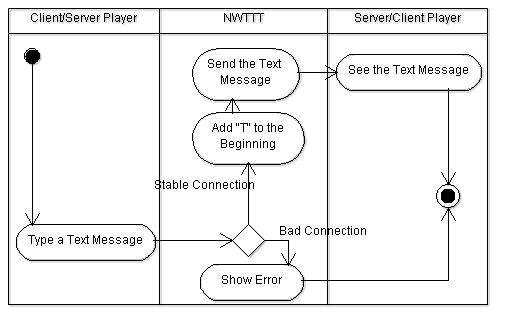 Client/Server Player
NWTTT
Server/Client Player
Send the Text
Message
See the Text Message
Add "T" to the
Beginning
Stable Connection
Type a Text Message
Bad Connection
Show Error